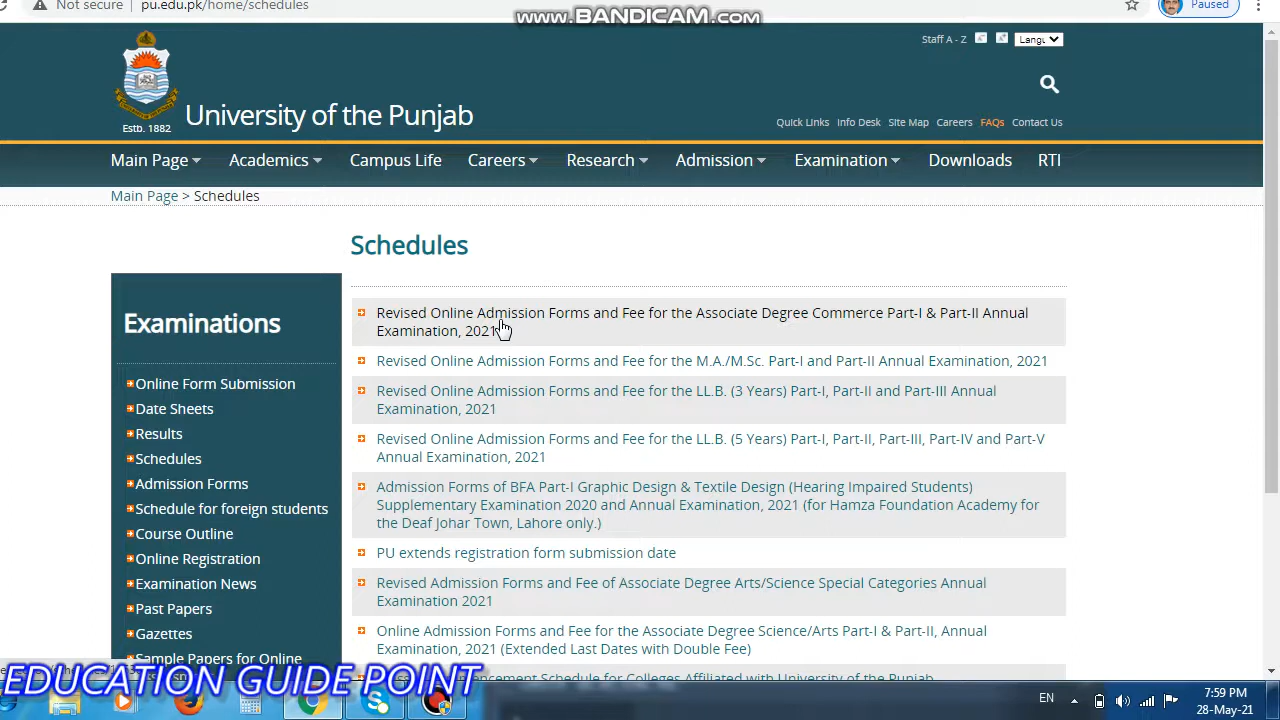 Not secure pu.edu.pk/home/schedules
Paused
www.BANDICAM.com
Staff A - Z
Langu
Estb. 1882
University of the Punjab
Quick Links Info Desk Site Map Careers FAQs Contact Us
Main Page Academics Campus Life Careers Research Admission Examination Downloads RTI
Main Page > Schedules
Schedules
Examinations
Online Form Submission
Date Sheets
Results
Schedules
Admission Forms
Schedule for foreign students
Course Outline
Online Registration
Examination News
Past Papers
Gazettes
Sample Papers for Online
Revised Online Admission Forms and Fee for the Associate Degree Commerce Part-I & Part-II Annual
Examination, 2021
Revised Online Admission Forms and Fee for the M.A./M.Sc. Part-I and Part-II Annual Examination, 2021
Revised Online Admission Forms and Fee for the LL.B. (3 Years) Part-I, Part-II and Part-III Annual
Examination, 2021
Revised Online Admission Forms and Fee for the LL.B. (5 Years) Part-I, Part-II, Part-III, Part-IV and Part-V
Annual Examination, 2021
Admission Forms of BFA Part-I Graphic Design & Textile Design (Hearing Impaired Students)
Supplementary Examination 2020 and Annual Examination, 2021 (for Hamza Foundation Academy for
the Deaf Johar Town, Lahore only.)
PU extends registration form submission date
Revised Admission Forms and Fee of Associate Degree Arts/Science Special Categories Annual
Examination 2021
Online Admission Forms and Fee for the Associate Degree Science/Arts Part-I & Part-II, Annual
Examination, 2021 (Extended Last Dates with Double Fee)
Schedule for Colleges Affiliated with University of the Punjab
EDUCATION GUIDE POINT
EN
7:59 PM
28-May-21